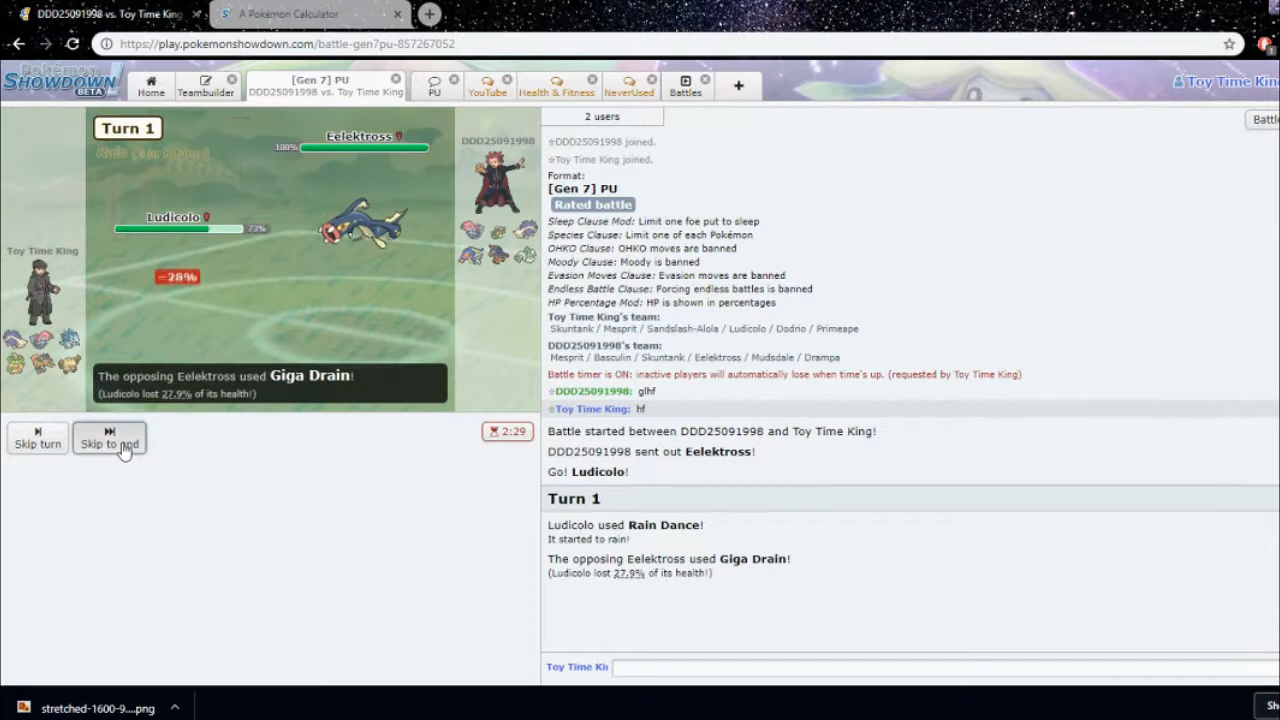 DDD25091998 vs. Toy Time King
A Pokémon Calculator
https://play.pokemonshowdown.com/battle-gen7pu-857267052
Pokémon
SHOWDOWN
BETA
Home
Teambuilder
[Gen 7] PU
DDD25091998 vs. Toy Time King
PU
YouTube
Health & Fitness
NeverUsed
Battles
Toy Time King
Turn 1
Eelektross
100%
Ludicolo
73%
-28%
DDD25091998
Toy Time King
The opposing Eelektross used Giga Drain!
(Ludicolo lost 27.9% of its health!)
Skip turn
Skip to end
2:29
2 users
Battl
☆DDD25091998 joined.
☆Toy Time King joined.
Format:
[Gen 7] PU
Rated battle
Sleep Clause Mod: Limit one foe put to sleep
Species Clause: Limit one of each Pokémon
OHKO Clause: OHKO moves are banned
Moody Clause: Moody is banned
Evasion Moves Clause: Evasion moves are banned
Endless Battle Clause: Forcing endless battles is banned
HP Percentage Mod: HP is shown in percentages
Toy Time King's team:
Skuntank / Mesprit / Sandslash-Alola / Ludicolo / Dodrio / Primeape
DDD25091998's team:
Mesprit / Basculin / Skuntank / Eelektross / Mudsdale / Drampa
Battle timer is ON: inactive players will automatically lose when time's up. (requested by Toy Time King)
☆DDD25091998: glhf
☆Toy Time King: hf
Battle started between DDD25091998 and Toy Time King!
DDD25091998 sent out Eelektross!
Go! Ludicolo!
Turn 1
Ludicolo used Rain Dance!
It started to rain!
The opposing Eelektross used Giga Drain!
(Ludicolo lost 27.9% of its health!)
Toy Time Kin
stretched-1600-9....png
Sh